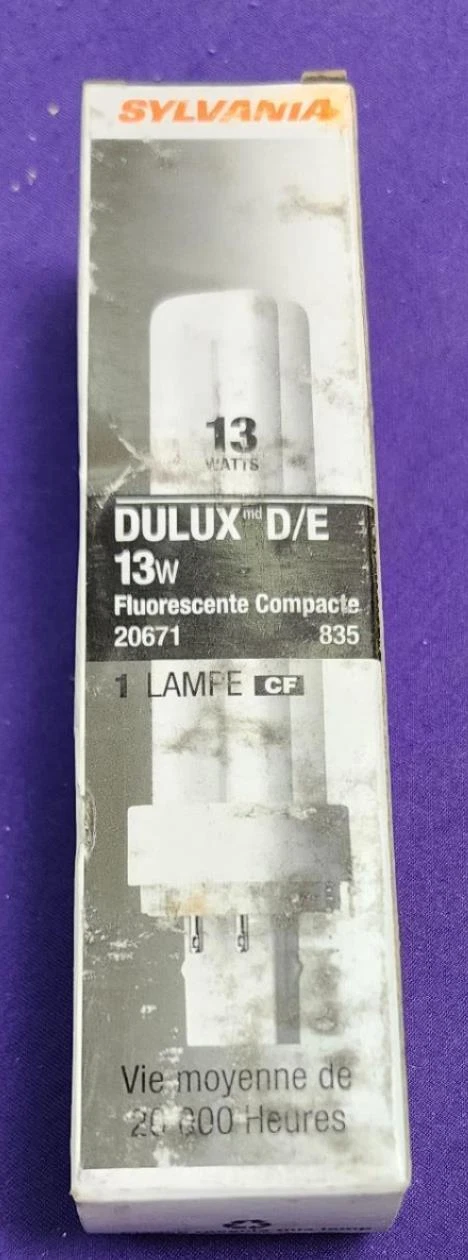 SYLVANIA
13
WATTS
DULUX md D/E
13W
Fluorescente Compacte
20671 835
1 LAMPE CF
Vie moyenne de
20 000 Heures